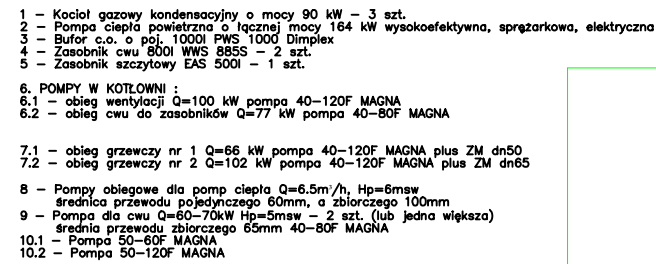 1 – Kocioł gazowy kondensacyjny o mocy 90 kW – 3 szt.
2 – Pompa ciepła powietrzna o łącznej mocy 164 kW wysokoefektywna, sprężarkowa, elektryczna
3 – Bufor c.o. o poj. 1000l PWS 1000 Dimplex
4 – Zasobnik cwu 800l WWS 885S – 2 szt.
5 – Zasobnik szczytowy EAS 500l – 1 szt.
6. POMPY W KOTŁOWNI :
6.1 – obieg wentylacji Q=100 kW pompa 40–120F MAGNA
6.2 – obieg cwu do zasobników Q=77 kW pompa 40–80F MAGNA
7.1 – obieg grzewczy nr 1 Q=66 kW pompa 40–120F MAGNA plus ZM dn50
7.2 – obieg grzewczy nr 2 Q=102 kW pompa 40–120F MAGNA plus ZM dn65
8 – Pompy obiegowe dla pomp ciepła Q=6.5m³/h, Hp=6msw
średnica przewodu pojedynczego 60mm, a zbiorczego 100mm
9 – Pompa dla cwu Q=60–70kW Hp=5msw – 2 szt. (lub jedna większa)
średnia przewodu zbiorczego 65mm 40–80F MAGNA
10.1 – Pompa 50–60F MAGNA
10.2 – Pompa 50–120F MAGNA